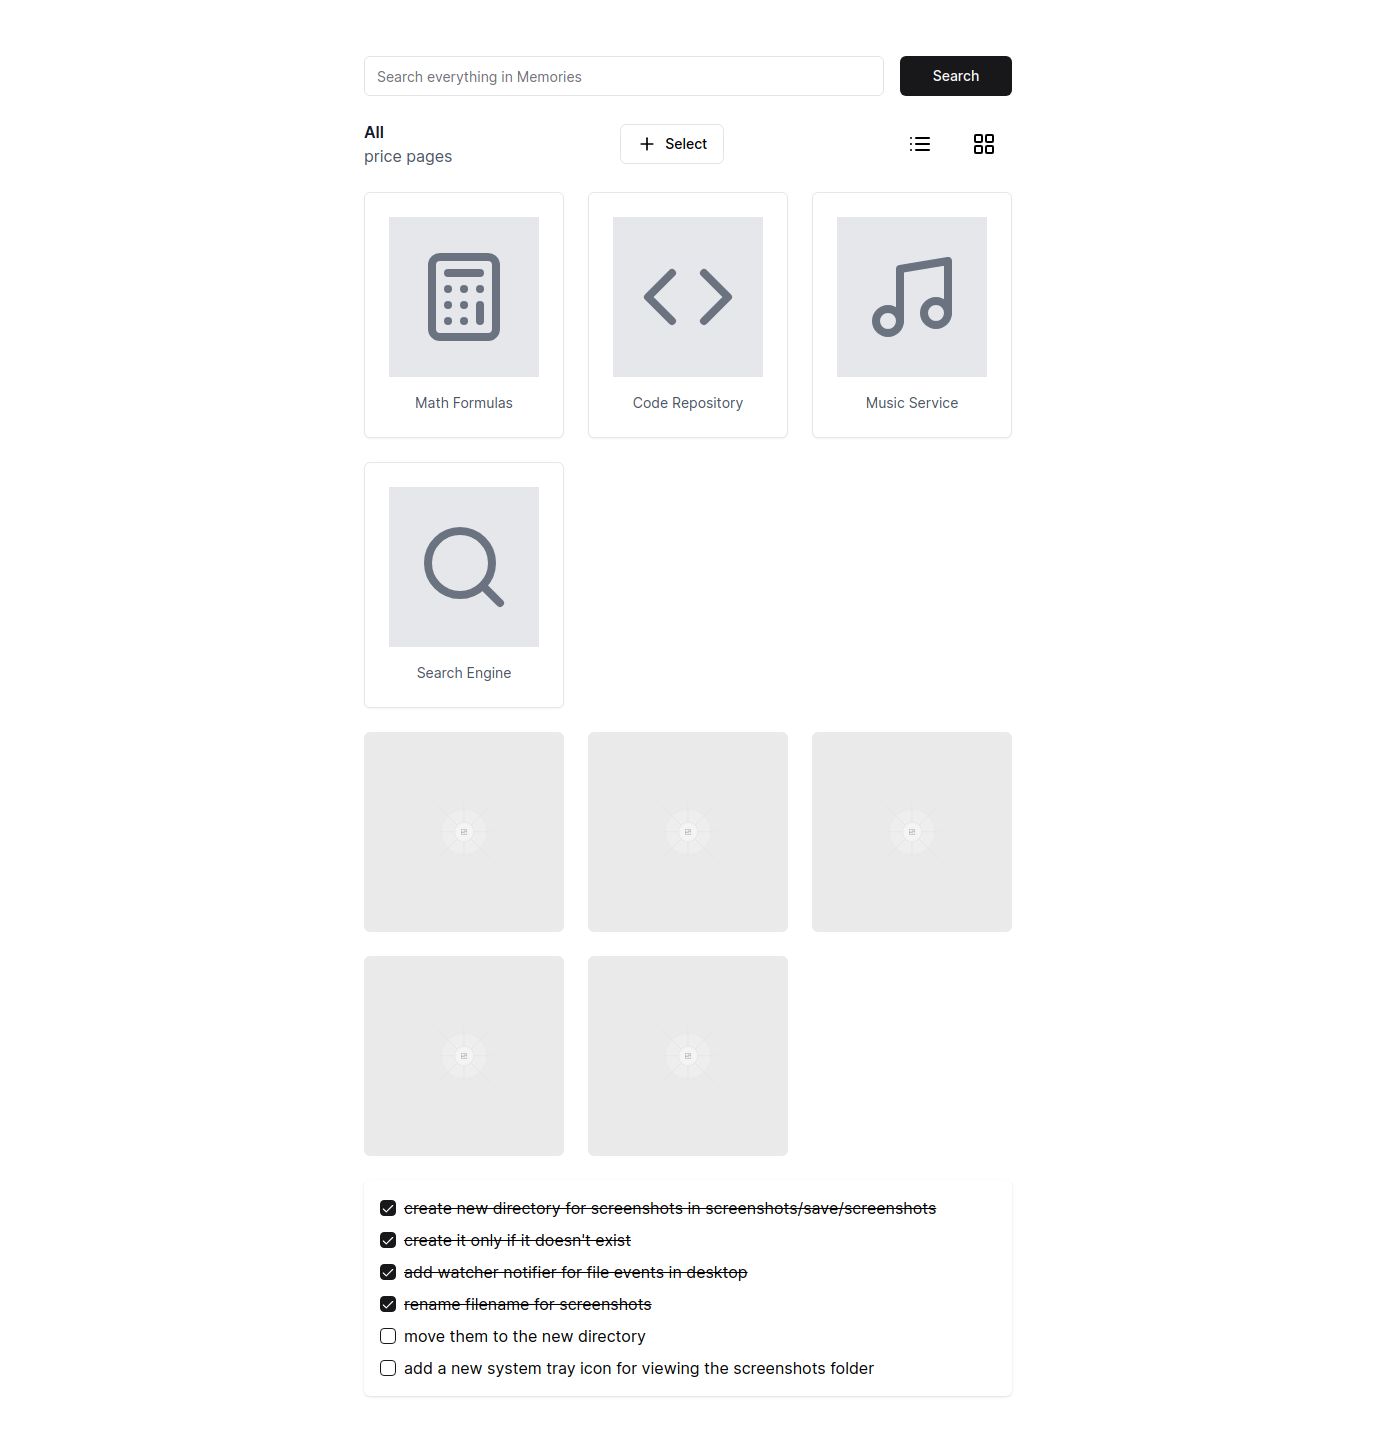 Search everything in Memories
Search
All
price pages
Select
Math Formulas
Code Repository
Music Service
Search Engine
create new directory for screenshots in screenshots/save/screenshots
create it only if it doesn't exist
add watcher notifier for file events in desktop
rename filename for screenshots
move them to the new directory
add a new system tray icon for viewing the screenshots folder